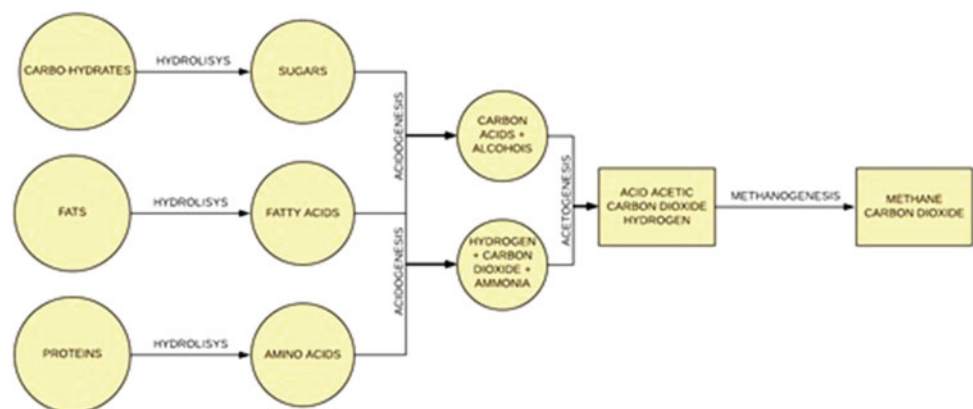 CARBO-HYDRATES
HYDROLISYS
SUGARS
ACIDOGENESIS
CARBON
ACIDS +
ALCOHOIS
FATS
HYDROLISYS
FATTY ACIDS
ACIDOGENESIS
HYDROGEN
+ CARBON
DIOXIDE +
AMMONIA
ACETOGENESIS
ACID ACETIC
CARBON DIOXIDE
HYDROGEN
METHANOGENESIS
METHANE
CARBON DIOXIDE
PROTEINS
HYDROLISYS
AMINO ACIDS